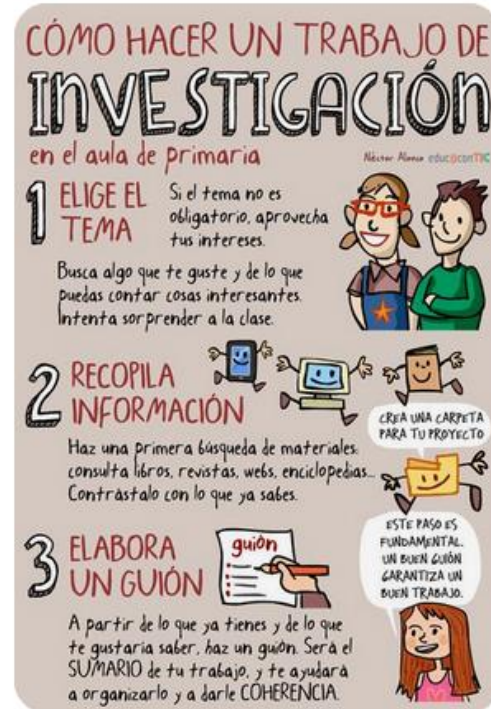 CÓMO HACER UN TRABAJO DE
INVESTIGACIÓN
en el aula de primaria
Néstor Alonso educaconTIC
1 ELIGE EL
TEMA
Si el tema no es
obligatorio, aprovecha
tus intereses.
Busca algo que te guste y de lo que
puedas contar cosas interesantes.
Intenta sorprender a la clase.
2 RECOPILA
INFORMACIÓN
Haz una primera búsqueda de materiales:
consulta libros, revistas, webs, enciclopedias...
Contrástalo con lo que ya sabes.
CREA UNA CARPETA
PARA TU PROYECTO
3 ELABORA
UN GUIÓN
guión
A partir de lo que ya tienes y de lo que
te gustaria saber, haz un guión. Será el
SUMARIO de tu trabajo, y te ayudará
a organizarlo y a darle COHERENCIA.
ESTE PASO ES
FUNDAMENTAL.
UN BUEN GUIÓN
GARANTIZA UN
BUEN TRABAJO.